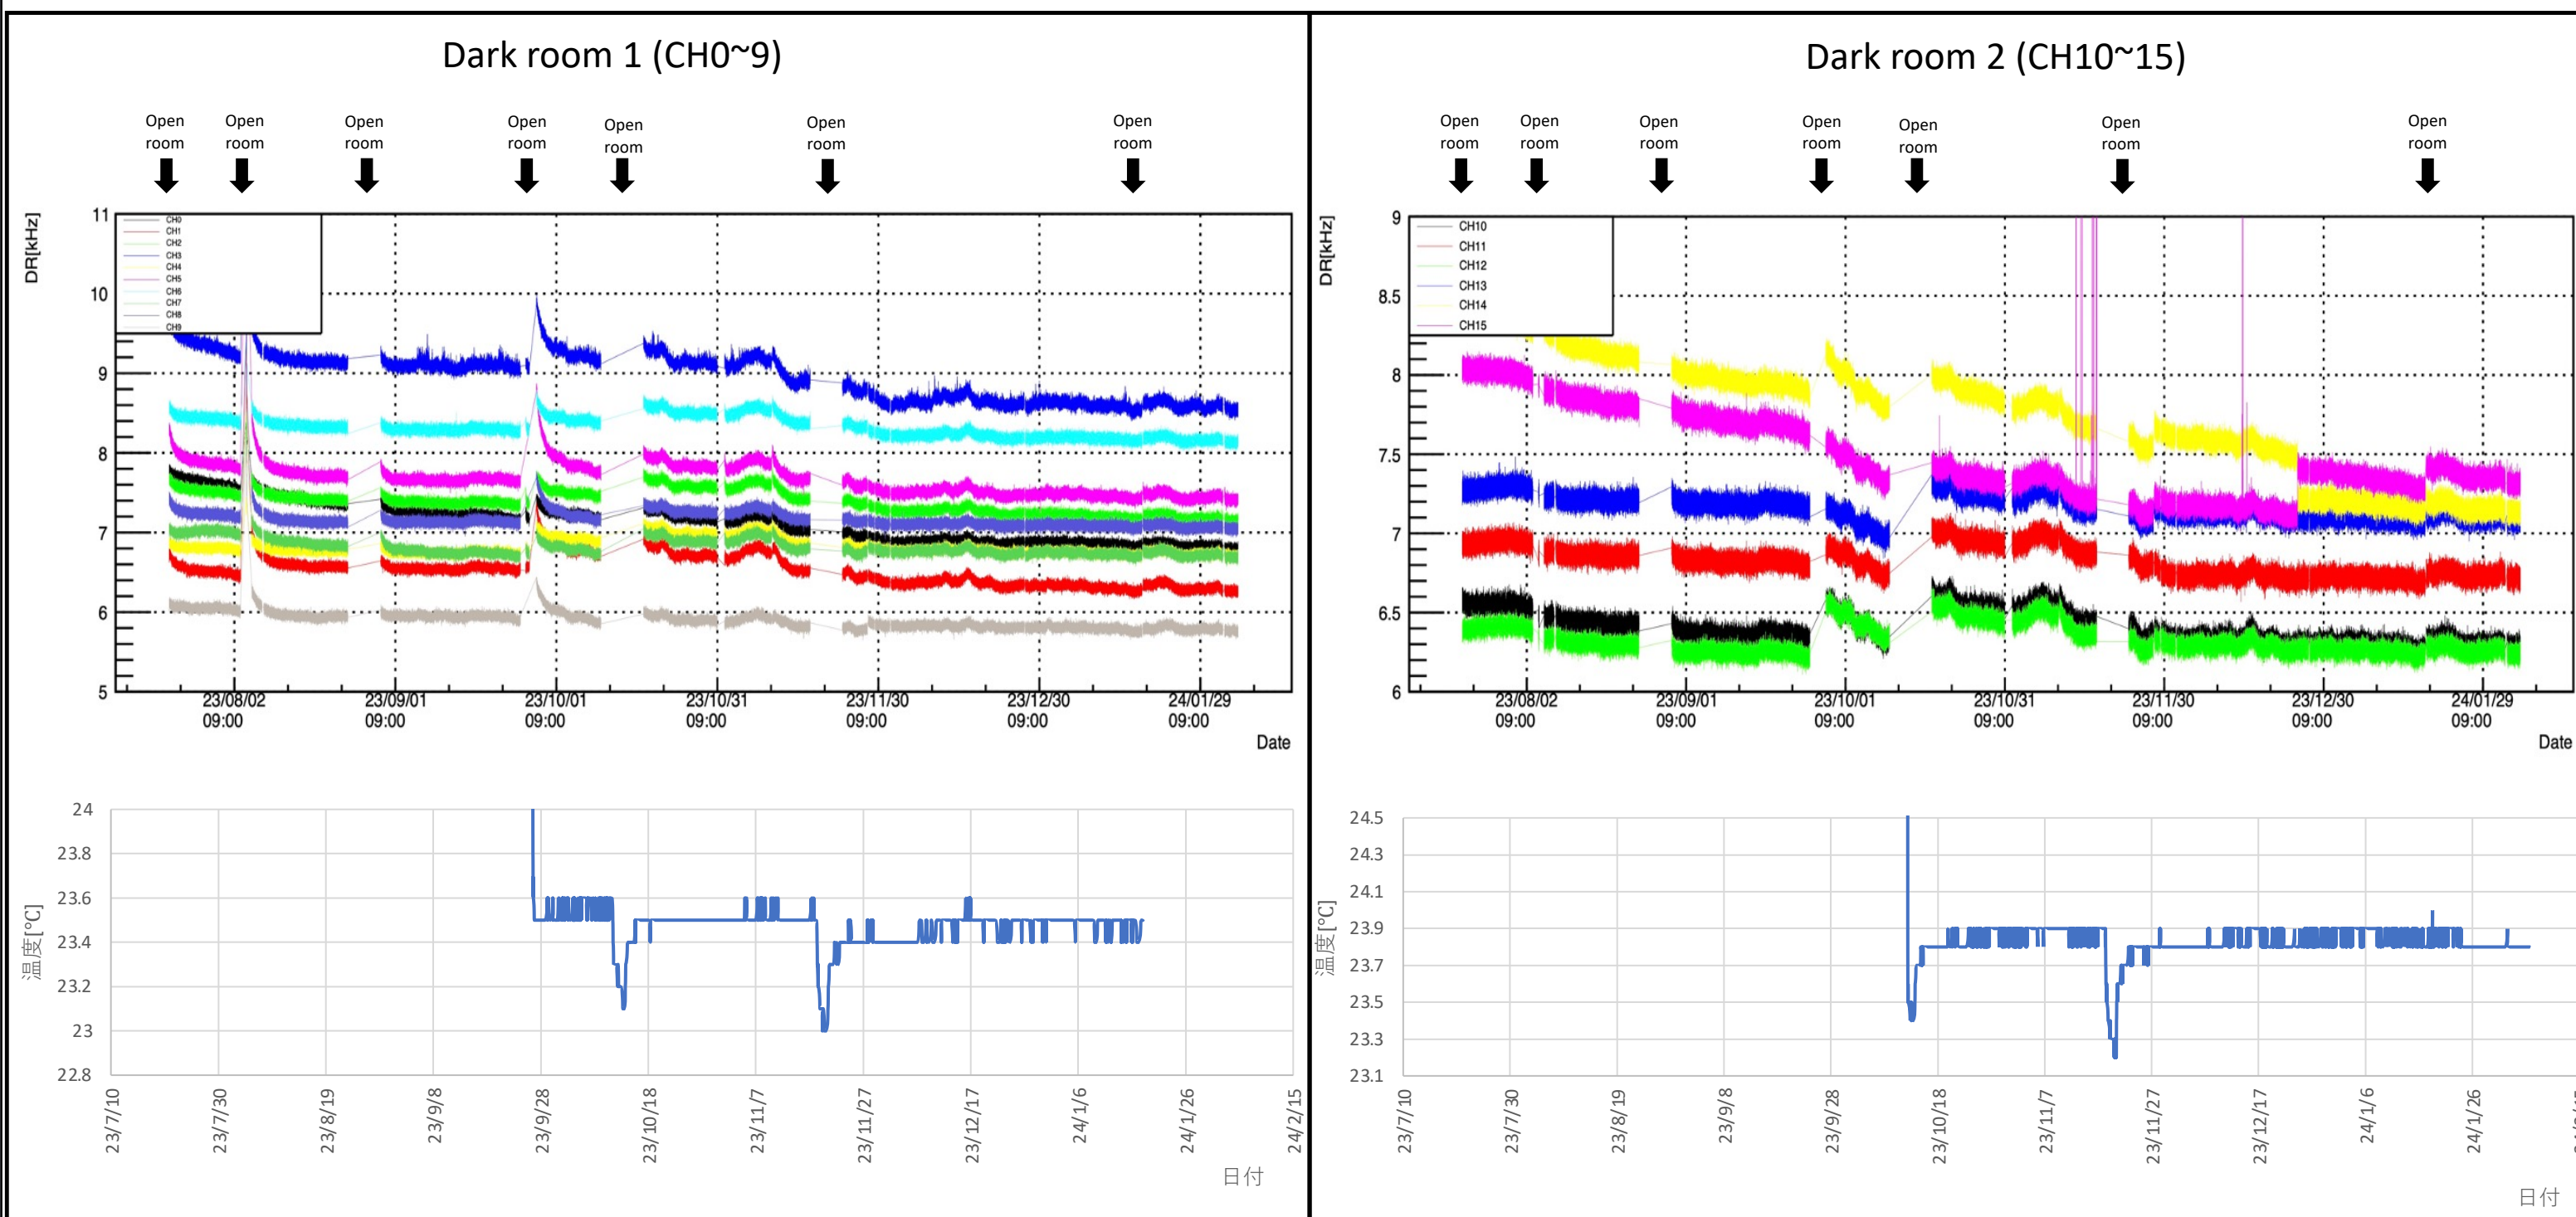 Dark room 1 (CH0~9)
Open room
Open room
Open room
Open room
Open room
Open room
Open room
DR[kHz]
11
10
9
8
7
6
5
CH0
CH1
CH2
CH3
CH4
CH5
CH6
CH7
CH8
CH9
23/08/02 09:00
23/09/01 09:00
23/10/01 09:00
23/10/31 09:00
23/11/30 09:00
23/12/30 09:00
24/01/29 09:00
Date
温度[℃]
24
23.8
23.6
23.4
23.2
23
22.8
23/7/10
23/7/30
23/8/19
23/9/8
23/9/28
23/10/18
23/11/7
23/11/27
23/12/17
24/1/6
24/1/26
24/2/15
日付
Dark room 2 (CH10~15)
Open room
Open room
Open room
Open room
Open room
Open room
Open room
DR[kHz]
9
8.5
8
7.5
7
6.5
6
CH10
CH11
CH12
CH13
CH14
CH15
23/08/02 09:00
23/09/01 09:00
23/10/01 09:00
23/10/31 09:00
23/11/30 09:00
23/12/30 09:00
24/01/29 09:00
Date
温度[℃]
24.5
24.3
24.1
23.9
23.7
23.5
23.3
23.1
23/7/10
23/7/30
23/8/19
23/9/8
23/9/28
23/10/18
23/11/7
23/11/27
23/12/17
24/1/6
24/1/26
日付